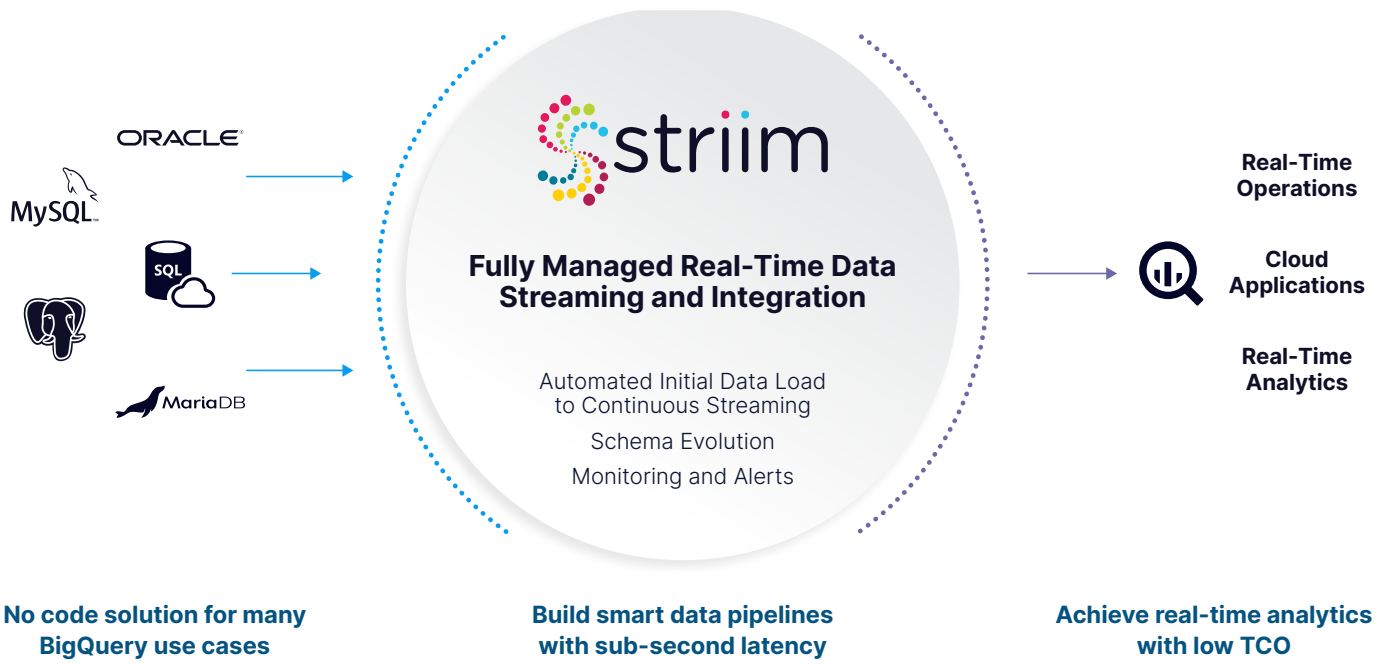 ORACLE®
MySQL™
SQL
MariaDB
striim
Fully Managed Real-Time Data
Streaming and Integration
Automated Initial Data Load
to Continuous Streaming
Schema Evolution
Monitoring and Alerts
Real-Time
Operations
Cloud
Applications
Real-Time
Analytics
No code solution for many
BigQuery use cases
Build smart data pipelines
with sub-second latency
Achieve real-time analytics
with low TCO